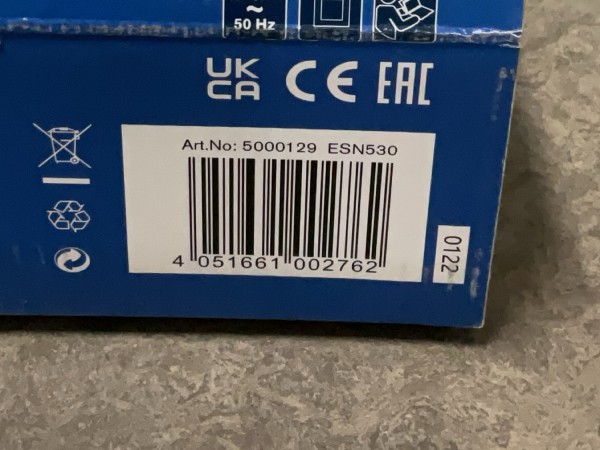 ~
50 Hz
UK
CA CE EAC
Art.No: 5000129 ESN530
4 051661 002762
0122